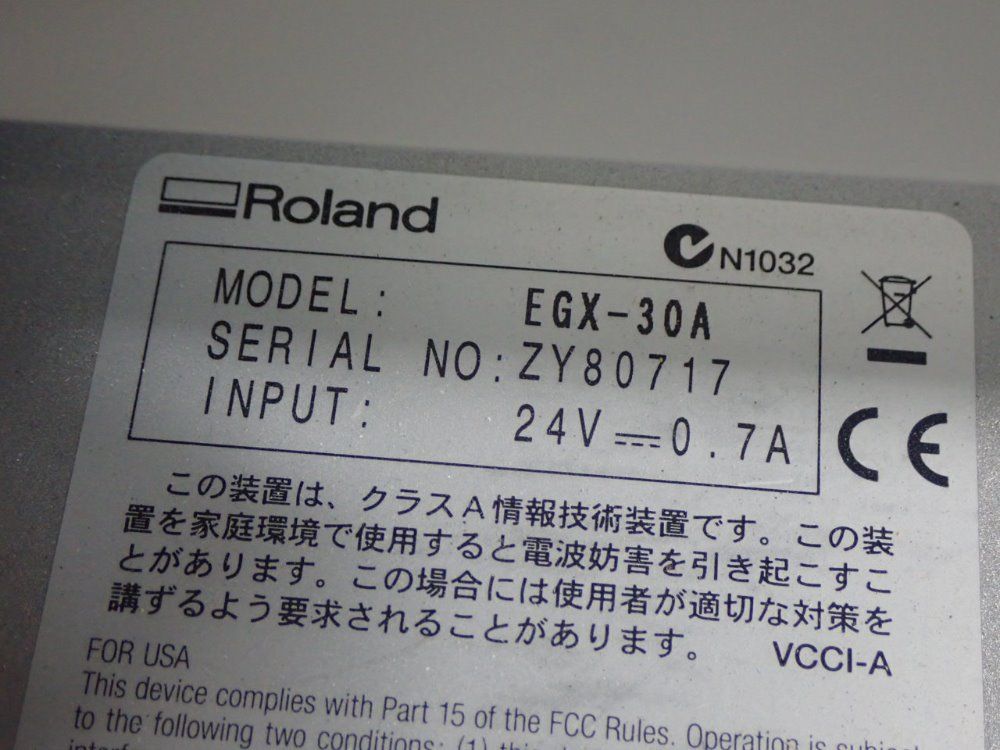 Roland
N1032
MODEL: EGX-30A
SERIAL NO:ZY80717
INPUT: 24V⎓0.7A
CE
この装置は、クラスA情報技術装置です。この装
置を家庭環境で使用すると電波妨害を引き起こすこ
とがあります。この場合には使用者が適切な対策を
講ずるよう要求されることがあります。 VCCI-A
FOR USA
This device complies with Part 15 of the FCC Rules. Operation is
to the following two conditions: (1) this